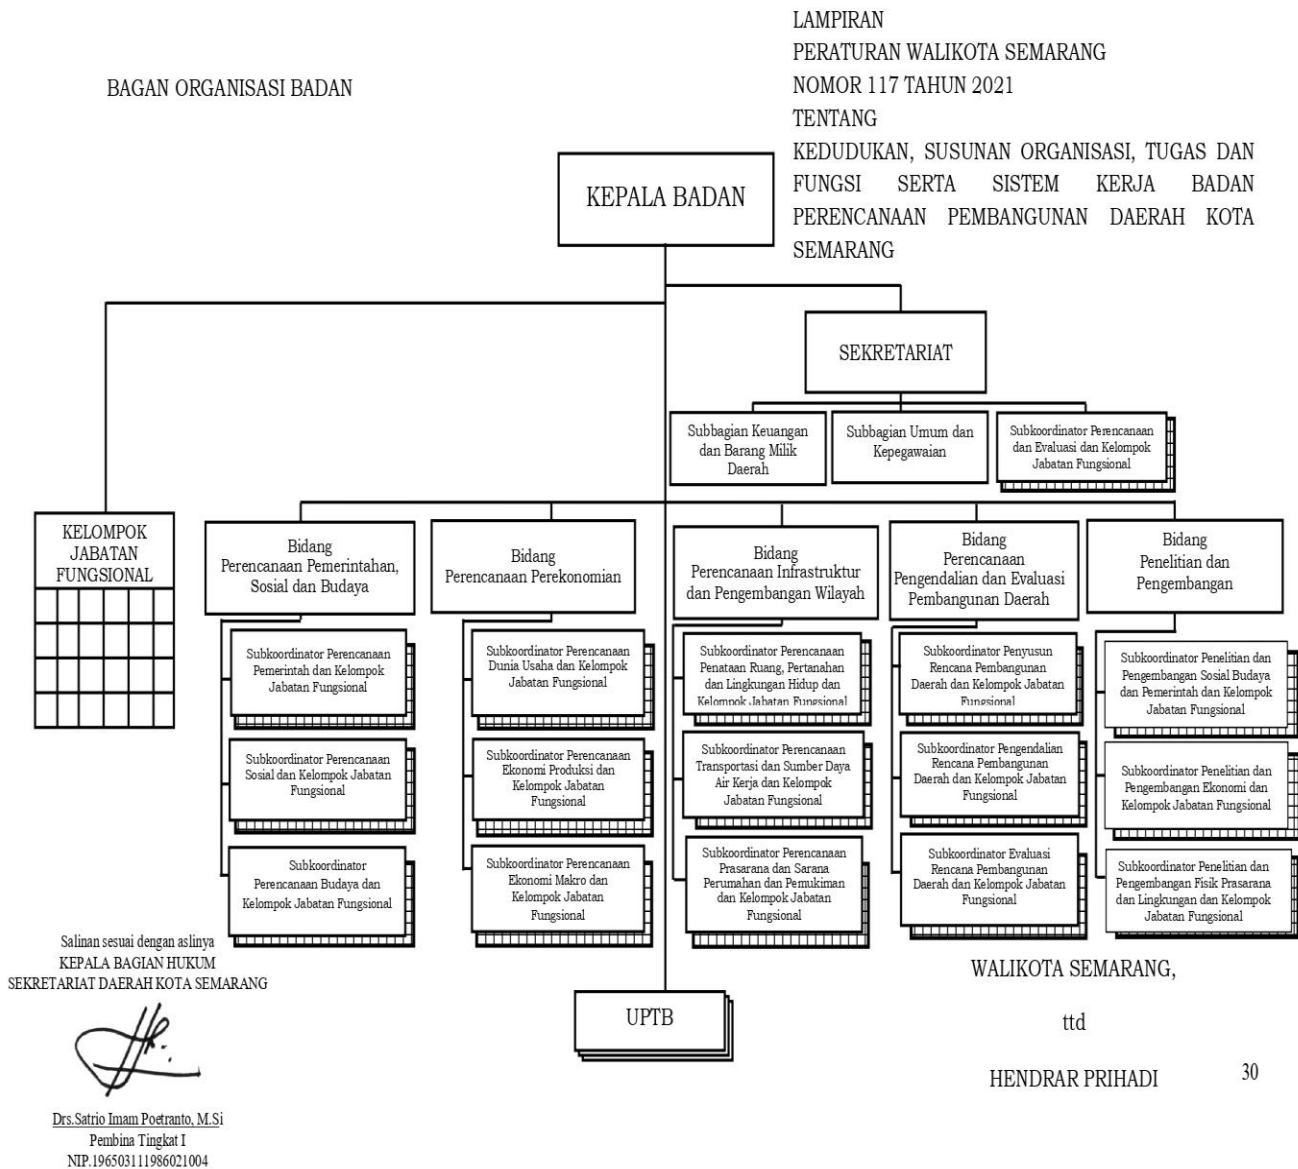 LAMPIRAN
PERATURAN WALIKOTA SEMARANG
NOMOR 117 TAHUN 2021
TENTANG
KEDUDUKAN, SUSUNAN ORGANISASI, TUGAS DAN
FUNGSI SERTA SISTEM KERJA BADAN
PERENCANAAN PEMBANGUNAN DAERAH KOTA
SEMARANG
BAGAN ORGANISASI BADAN
KEPALA BADAN
SEKRETARIAT
Subbagian Keuangan
dan Barang Milik
Daerah
Subbagian Umum dan
Kepegawaian
Subkoordinator Perencanaan
dan Evaluasi dan Kelompok
Jabatan Fungsional
KELOMPOK
JABATAN
FUNGSIONAL
Bidang
Perencanaan Pemerintahan,
Sosial dan Budaya
Bidang
Perencanaan Perekonomian
Bidang
Perencanaan Infrastruktur
dan Pengembangan Wilayah
Bidang
Perencanaan
Pengendalian dan Evaluasi
Pembangunan Daerah
Bidang
Penelitian dan
Pengembangan
Subkoordinator Perencanaan
Pemerintah dan Kelompok
Jabatan Fungsional
Subkoordinator Perencanaan
Sosial dan Kelompok Jabatan
Fungsional
Subkoordinator
Perencanaan Budaya dan
Kelompok Jabatan Fungsional
Subkoordinator Perencanaan
Dunia Usaha dan Kelompok
Jabatan Fungsional
Subkoordinator Perencanaan
Ekonomi Produksi dan
Kelompok Jabatan
Fungsional
Subkoordinator Perencanaan
Ekonomi Makro dan
Kelompok Jabatan
Fungsional
Subkoordinator Perencanaan
Penataan Ruang, Pertanahan
dan Lingkungan Hidup dan
Kelompok Jabatan Fungsional
Subkoordinator Perencanaan
Transportasi dan Sumber Daya
Air Kerja dan Kelompok
Jabatan Fungsional
Subkoordinator Perencanaan
Prasarana dan Sarana
Perumahan dan Pemukiman
dan Kelompok Jabatan
Fungsional
Subkoordinator Penyusun
Rencana Pembangunan
Daerah dan Kelompok Jabatan
Fungsional
Subkoordinator Pengendalian
Rencana Pembangunan
Daerah dan Kelompok Jabatan
Fungsional
Subkoordinator Evaluasi
Rencana Pembangunan
Daerah dan Kelompok Jabatan
Fungsional
Subkoordinator Penelitian dan
Pengembangan Sosial Budaya
dan Pemerintah dan Kelompok
Jabatan Fungsional
Subkoordinator Penelitian dan
Pengembangan Ekonomi dan
Kelompok Jabatan Fungsional
Subkoordinator Penelitian dan
Pengembangan Fisik Prasarana
dan Lingkungan dan Kelompok
Jabatan Fungsional
UPTB
Salinan sesuai dengan aslinya
KEPALA BAGIAN HUKUM
SEKRETARIAT DAERAH KOTA SEMARANG
Drs.Satrio Imam Poetranto, M.Si
Pembina Tingkat I
NIP.196503111986021004
WALIKOTA SEMARANG,
ttd
HENDRAR PRIHADI
30